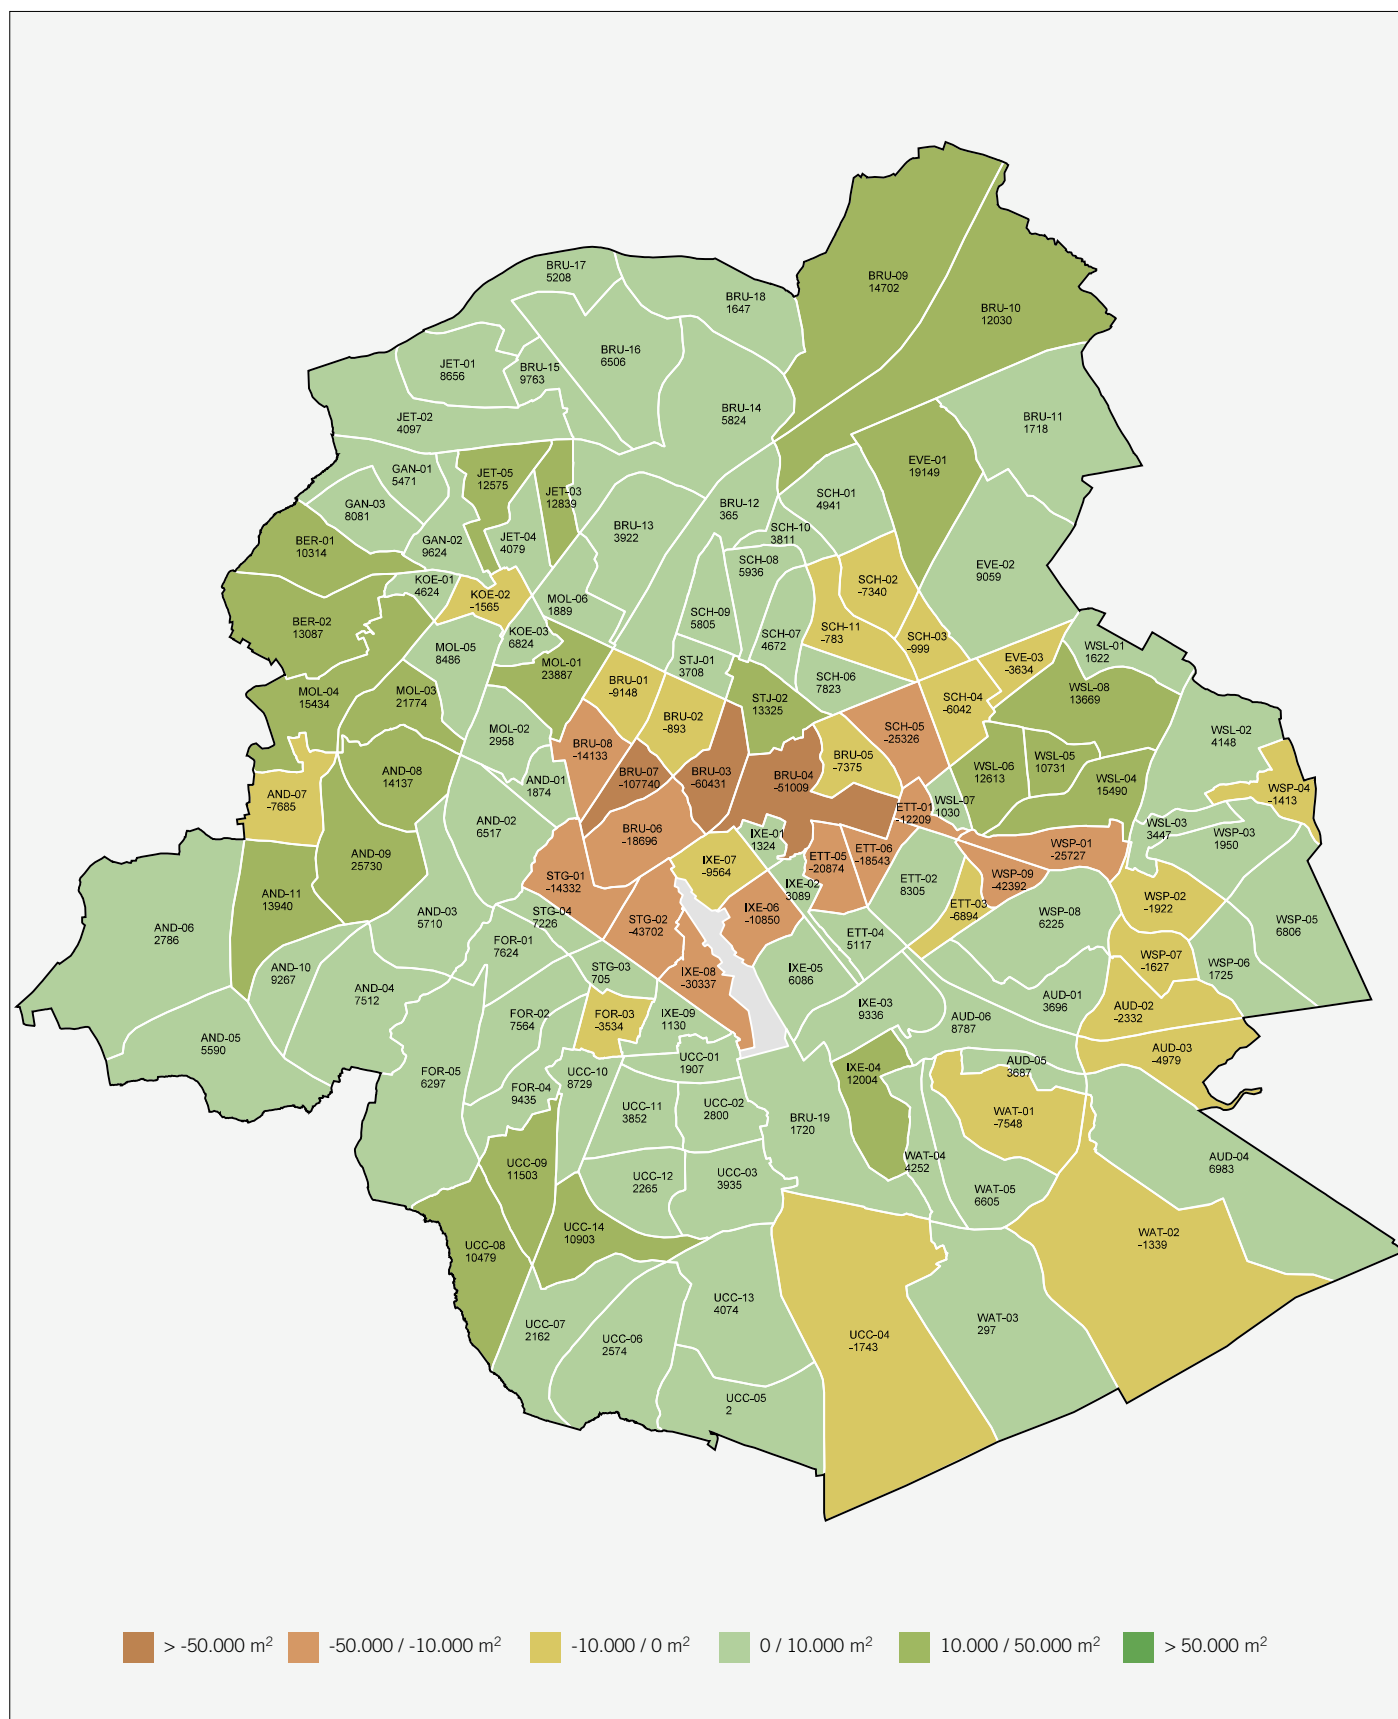 BRU-17
5208
BRU-18
1647
BRU-09
14702
BRU-10
12030
BRU-16
6506
JET-01
8656
BRU-15
9763
JET-02
4097
BRU-14
5824
BRU-11
1718
GAN-01
5471
JET-05
12575
EVE-01
19149
JET-03
12839
SCH-01
4941
GAN-03
8081
BRU-12
365
BRU-13
3922
SCH-10
3811
BER-01
10314
GAN-02
9624
JET-04
4079
SCH-08
5936
EVE-02
9059
KOE-01
4624
SCH-02
-7340
KOE-02
-1565
MOL-06
1889
SCH-09
5805
BER-02
13087
KOE-03
6824
SCH-11
-783
SCH-07
4672
SCH-03
-999
MOL-05
8486
WSL-01
1622
EVE-03
-3634
SCH-06
7823
STJ-01
3708
MOL-01
23887
BRU-01
-9148
WSL-08
13669
MOL-04
15434
MOL-03
21774
STJ-02
13325
SCH-04
-6042
BRU-02
-893
SCH-05
-25326
MOL-02
2958
WSL-02
4148
BRU-08
-14133
BRU-05
-7375
WSL-05
10731
AND-08
14137
BRU-07
-107740
BRU-03
-60431
BRU-04
-51009
WSL-06
12613
WSL-04
15490
AND-01
1874
AND-07
-7685
WSP-04
-1413
WSL-07
1030
ETT-01
-12209
AND-02
6517
BRU-06
-18696
IXE-01
1324
WSL-03
3447
WSP-03
1950
WSP-01
-25727
AND-09
25730
ETT-05
-20874
ETT-06
-18543
IXE-07
-9564
STG-01
-14332
WSP-09
-42392
ETT-02
8305
IXE-02
3089
AND-11
13940
WSP-02
-1922
ETT-03
-6894
IXE-06
-10850
AND-03
5710
STG-04
7226
STG-02
-43702
WSP-08
6225
WSP-05
6806
AND-06
2786
ETT-04
5117
FOR-01
7624
WSP-07
-1627
WSP-06
1725
AND-10
9267
STG-03
705
IXE-08
-30337
IXE-05
6086
AND-04
7512
AUD-01
3696
IXE-03
9336
AUD-02
-2332
FOR-02
7564
FOR-03
-3534
IXE-09
1130
AUD-06
8787
AND-05
5590
AUD-03
-4979
UCC-01
1907
AUD-05
3687
FOR-05
6297
UCC-10
8729
IXE-04
12004
FOR-04
9435
UCC-11
3852
UCC-02
2800
WAT-01
-7548
BRU-19
1720
WAT-04
4252
AUD-04
6983
UCC-09
11503
UCC-12
2265
UCC-03
3935
WAT-05
6605
UCC-14
10903
WAT-02
-1339
UCC-08
10479
UCC-13
4074
WAT-03
297
UCC-07
2162
UCC-06
2574
UCC-04
-1743
UCC-05
2
> -50.000 m²
-50.000 / -10.000 m²
-10.000 / 0 m²
0 / 10.000 m²
10.000 / 50.000 m²
> 50.000 m²